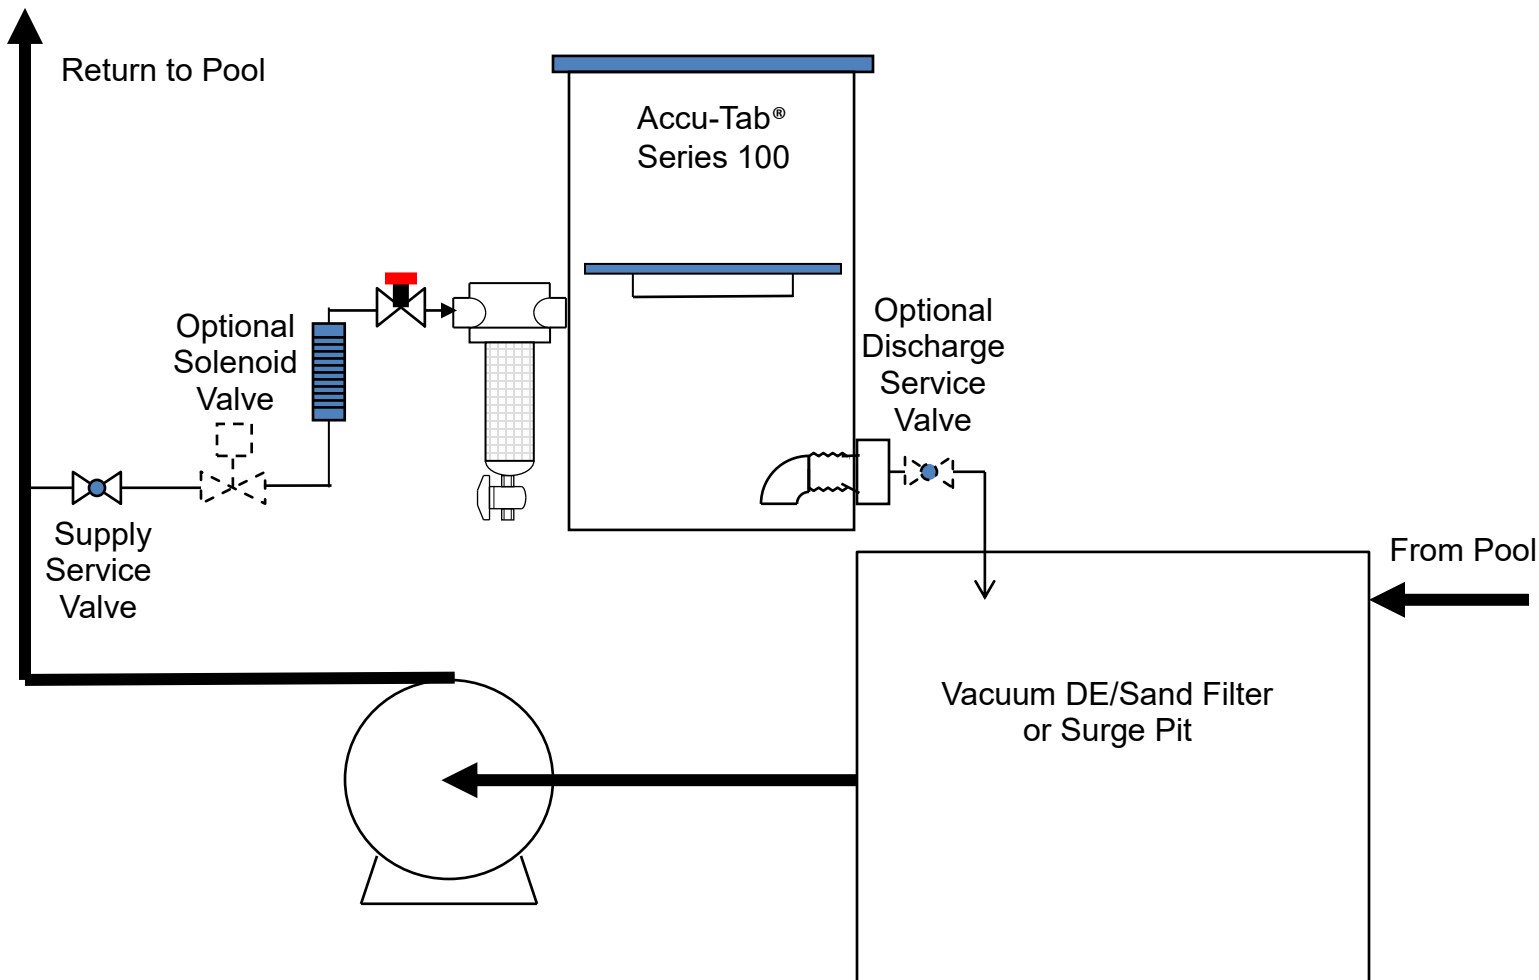 Return to Pool
Accu-Tab®
Series 100
Optional
Solenoid
Valve
Optional
Discharge
Service
Valve
Supply
Service
Valve
From Pool
Vacuum DE/Sand Filter
or Surge Pit